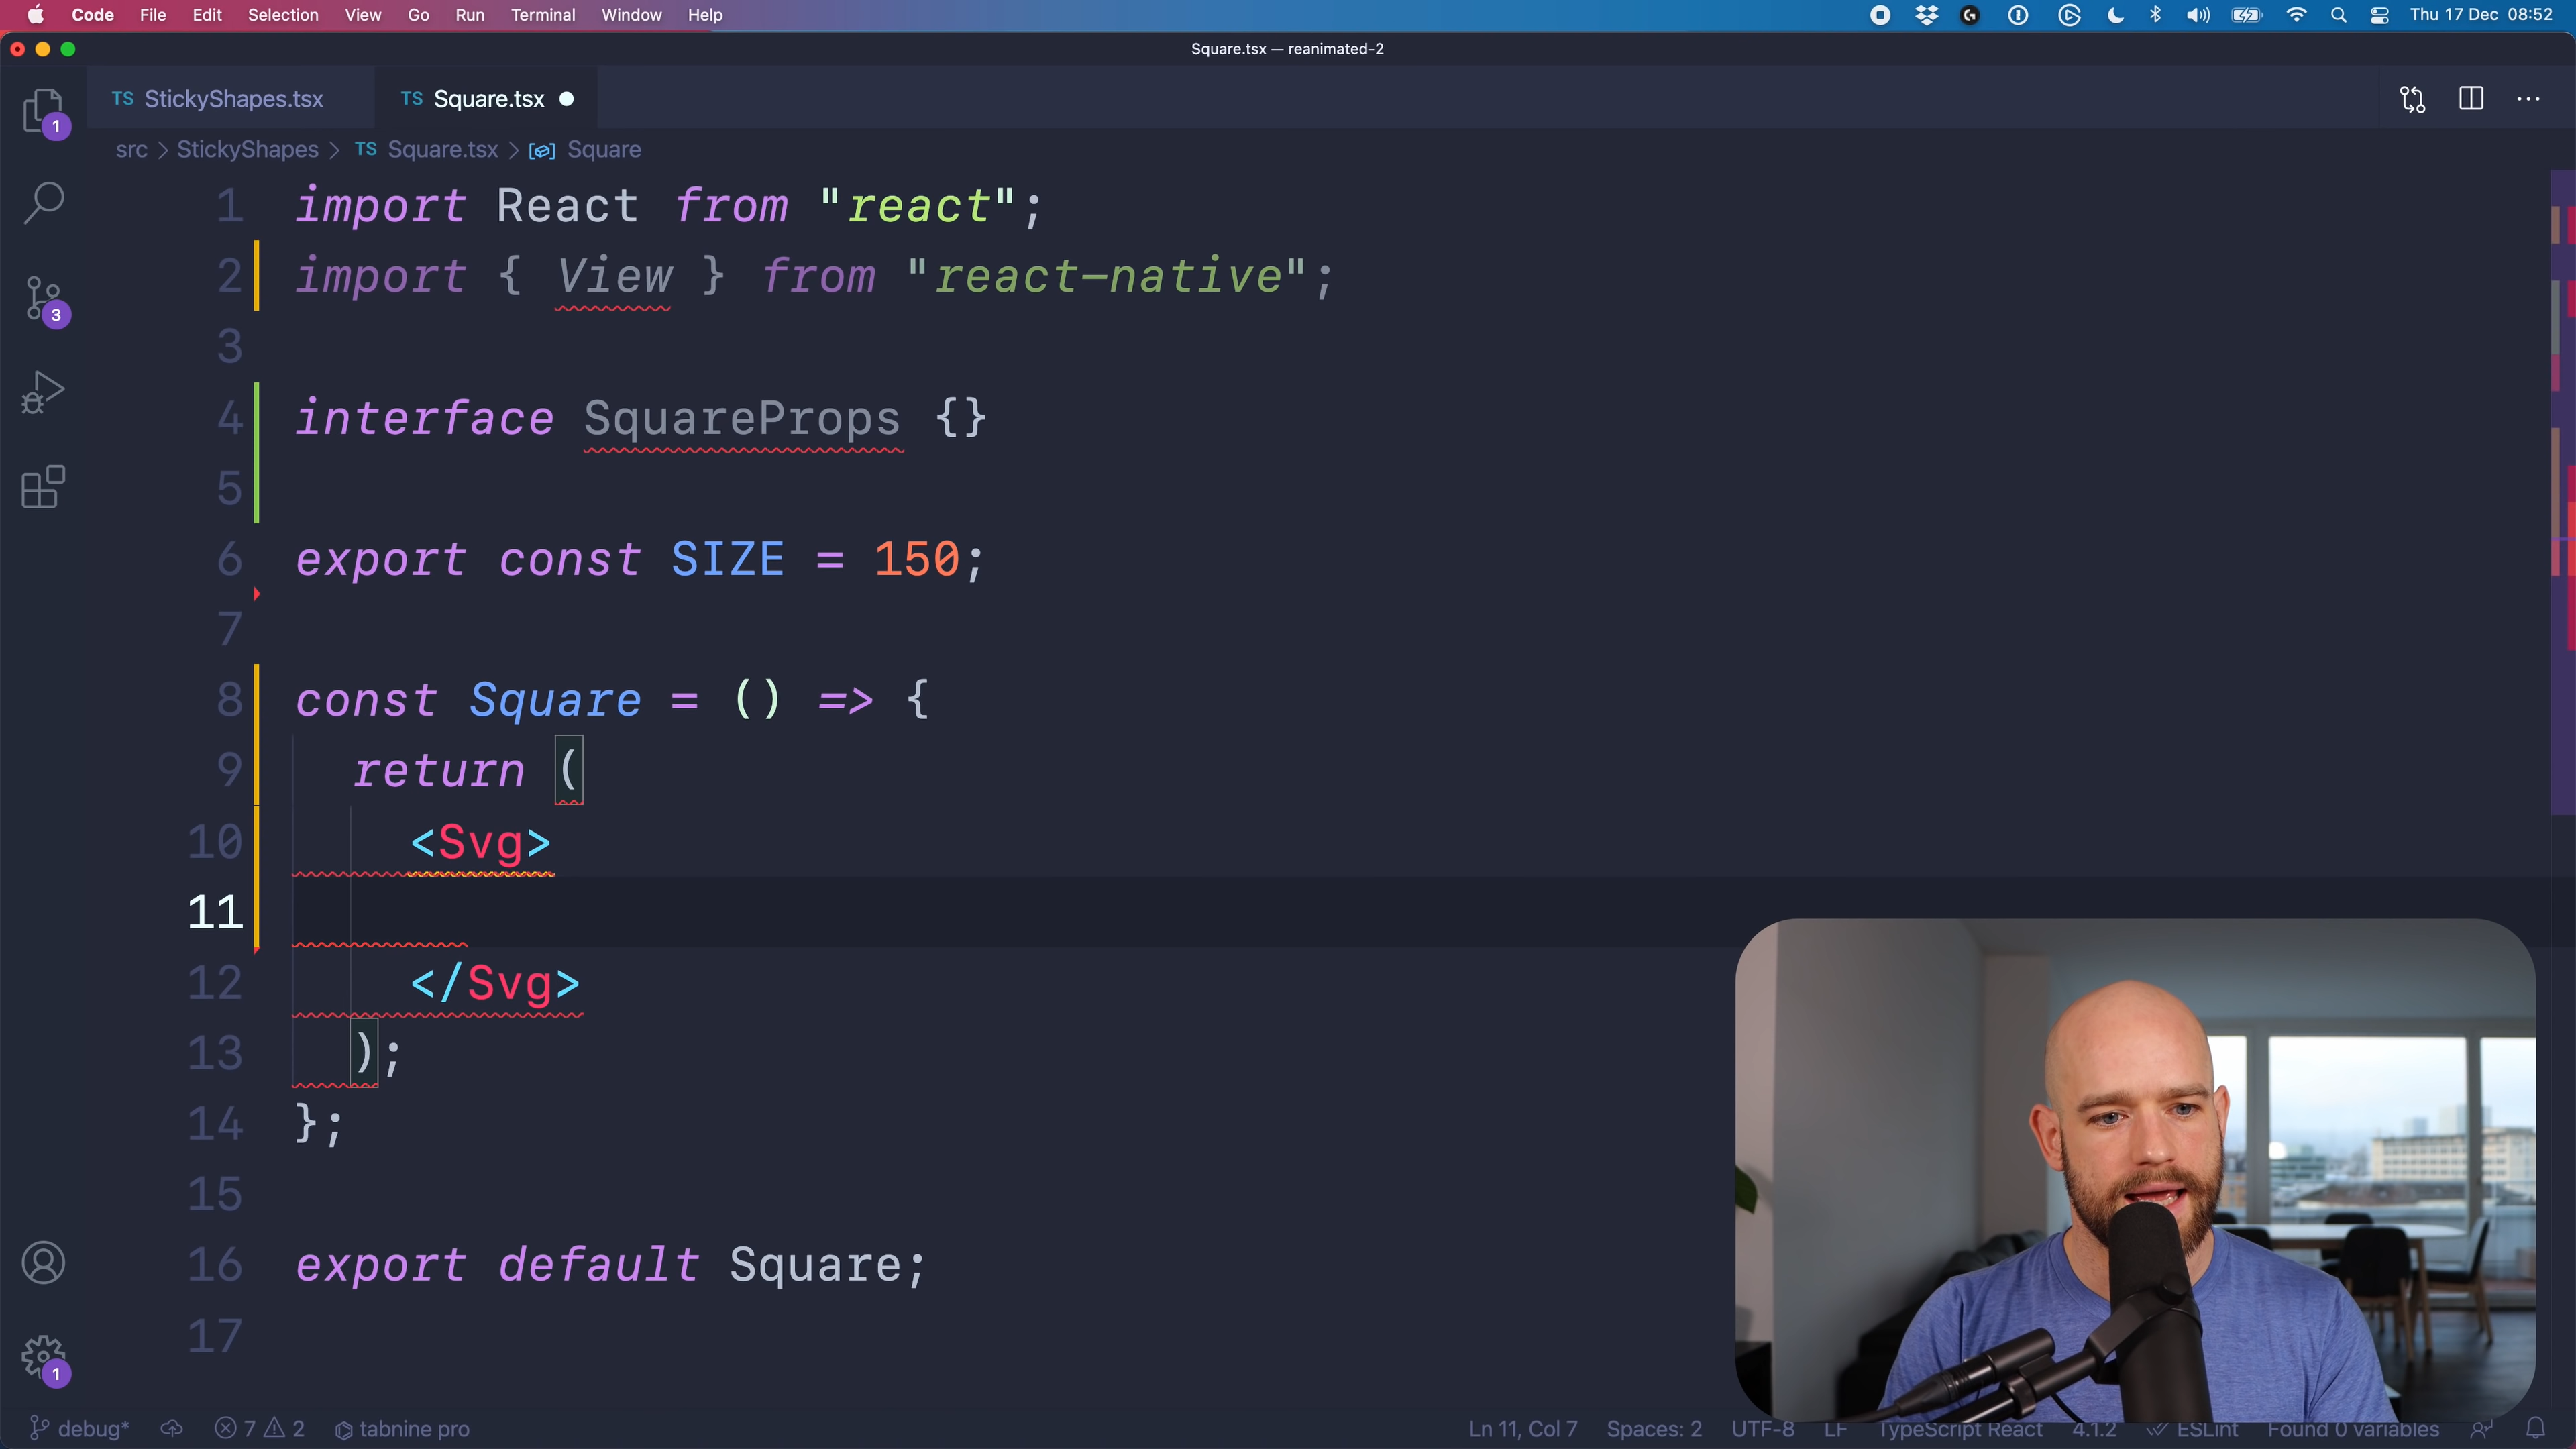 Code File Edit Selection View Go Run Terminal Window Help Thu 17 Dec 08:52
Square.tsx — reanimated-2
TS StickyShapes.tsx TS Square.tsx
src > StickyShapes > TS Square.tsx > Square
1 import React from "react";
2 import { View } from "react-native";
3
4 interface SquareProps {}
5
6 export const SIZE = 150;
7
8 const Square = () => {
9 return (
10 <Svg>
11
12 </Svg>
13 );
14 };
15
16 export default Square;
17
1
3
1
debug* 7 2 tabnine pro Ln 11, Col 7 Spaces: 2 UTF-8 LF TypeScript React 4.1.2 ESLint Found 0 variables